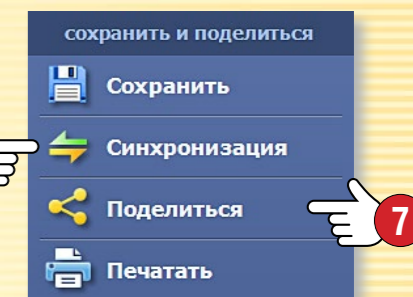 сохранить и поделиться
Сохранить
Синхронизация
Поделиться
7
Печатать